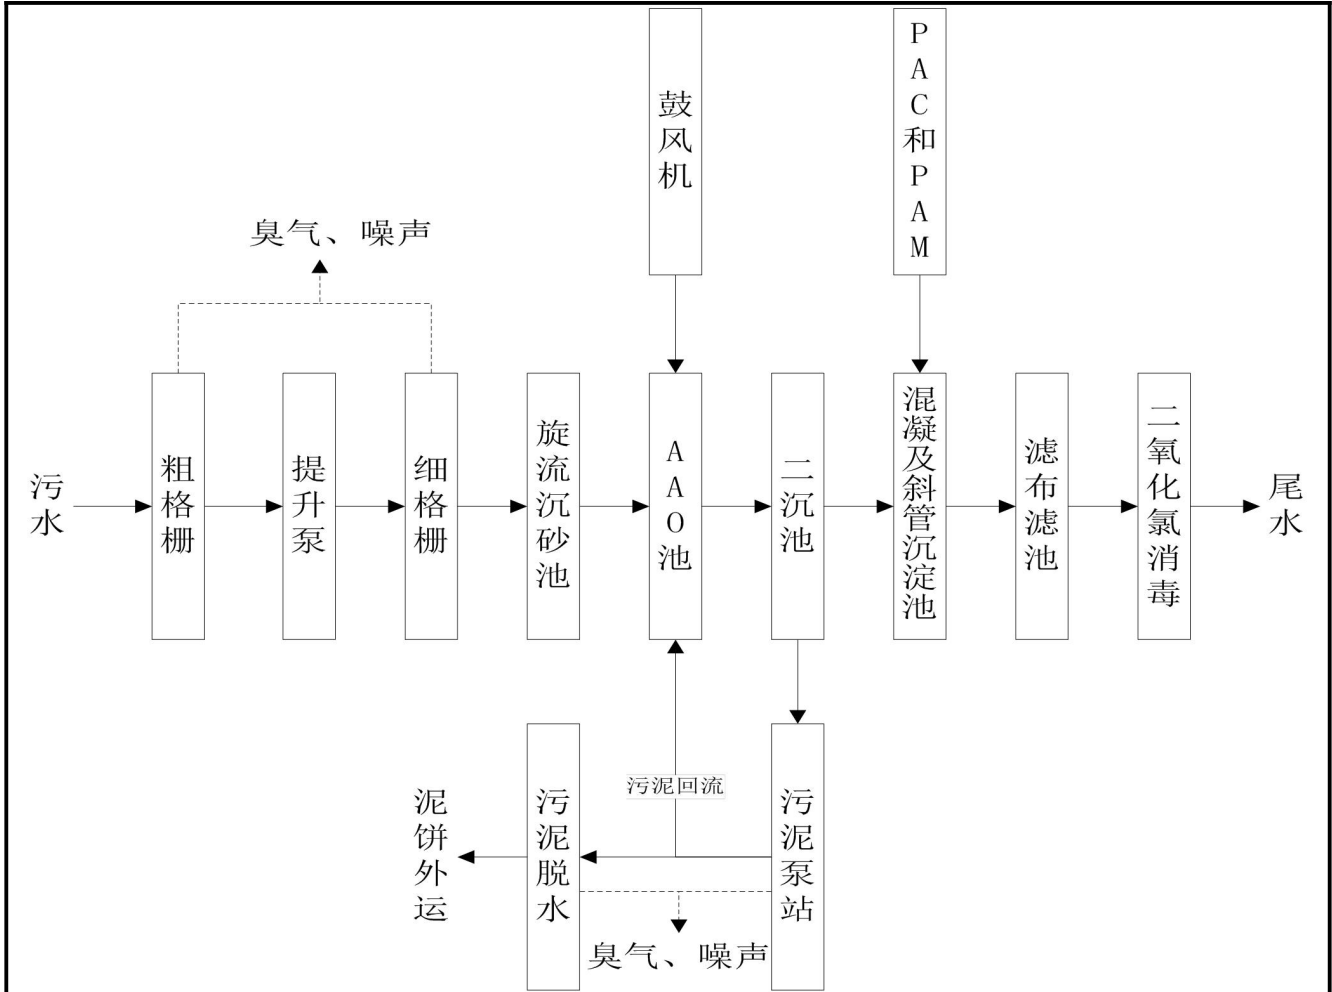 鼓风机
PAC和PAM
臭气、噪声
污水
粗格栅
提升泵
细格栅
旋流沉砂池
AAO池
二沉池
混凝及斜管沉淀池
滤布滤池
二氧化氯消毒
尾水
污泥回流
泥饼外运
污泥脱水
污泥泵站
臭气、噪声